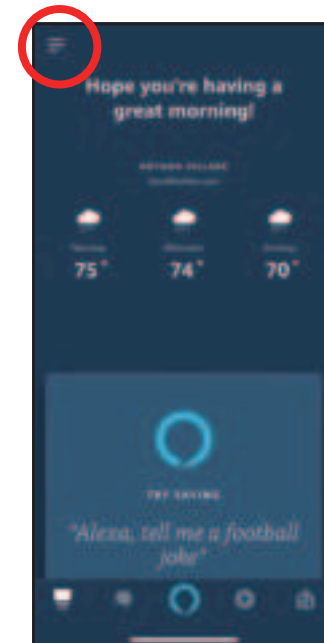 Hope you're having a
great morning!
75°
74°
70°
TRY SAYING
"Alexa, tell me a football
joke"